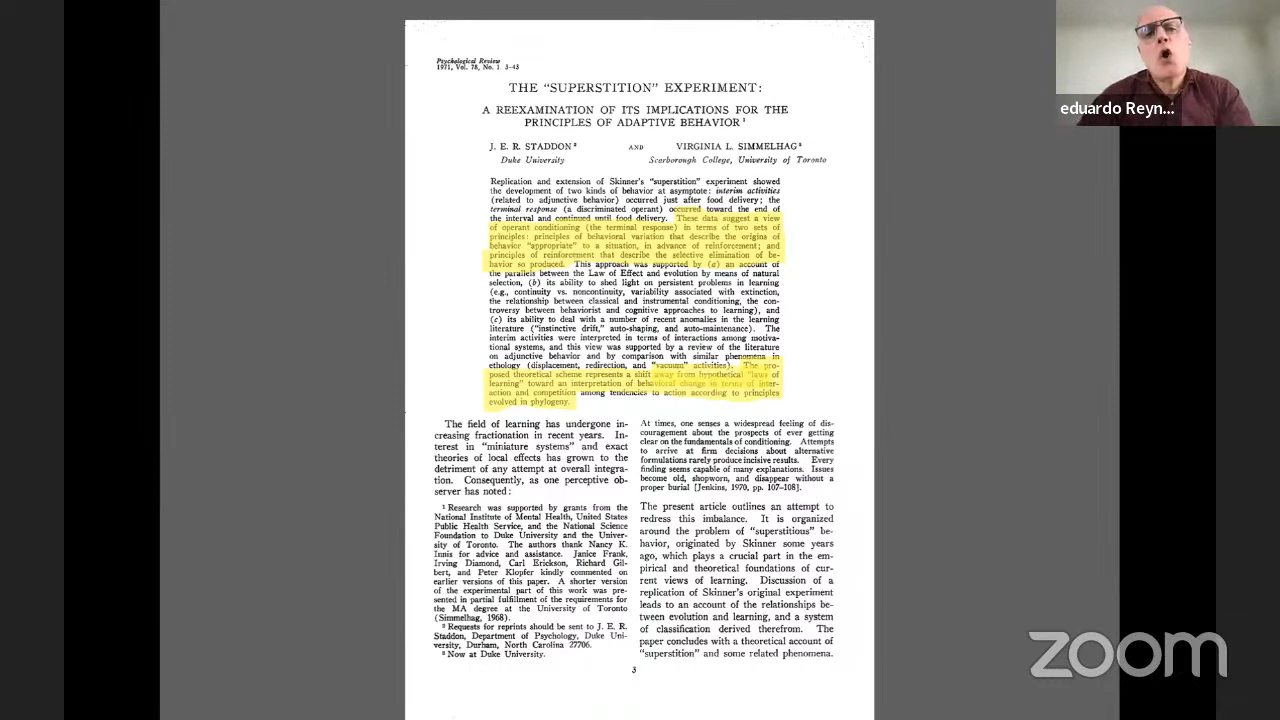 Psychological Review
1971, Vol. 78, No. 1 3-43
THE "SUPERSTITION" EXPERIMENT:
A REEXAMINATION OF ITS IMPLICATIONS FOR THE
PRINCIPLES OF ADAPTIVE BEHAVIOR ¹
J. E. R. STADDON ² AND VIRGINIA L. SIMMELHAG ³
Duke University Scarborough College, University of Toronto
Replication and extension of Skinner's "superstition" experiment showed
the development of two kinds of behavior at asymptote: interim activities
(related to adjunctive behavior) occurred just after food delivery; the
terminal response (a discriminated operant) occurred toward the end of
the interval and continued until food delivery. These data suggest a view
of operant conditioning (the terminal response) in terms of two sets of
principles: principles of behavioral variation that describe the origins of
behavior "appropriate" to a situation, in advance of reinforcement; and
principles of reinforcement that describe the selective elimination of be-
havior so produced. This approach was supported by (a) an account of
the parallels between the Law of Effect and evolution by means of natural
selection, (b) its ability to shed light on persistent problems in learning
(e.g., continuity vs. noncontinuity, variability associated with extinction,
the relationship between classical and instrumental conditioning, the con-
troversy between behaviorist and cognitive approaches to learning), and
(c) its ability to deal with a number of recent anomalies in the learning
literature ("instinctive drift," auto-shaping, and auto-maintenance). The
interim activities were interpreted in terms of interactions among motiva-
tional systems, and this view was supported by a review of the literature
on adjunctive behavior and by comparison with similar phenomena in
ethology (displacement, redirection, and "vacuum" activities). The pro-
posed theoretical scheme represents a shift away from hypothetical "laws of
learning" toward an interpretation of behavioral change in terms of inter-
action and competition among tendencies to action according to principles
evolved in phylogeny.
The field of learning has undergone in-
creasing fractionation in recent years. In-
terest in "miniature systems" and exact
theories of local effects has grown to the
detriment of any attempt at overall integra-
tion. Consequently, as one perceptive ob-
server has noted:
¹ Research was supported by grants from the
National Institute of Mental Health, United States
Public Health Service, and the National Science
Foundation to Duke University and the Univer-
sity of Toronto. The authors thank Nancy K.
Innis for advice and assistance. Janice Frank,
Irving Diamond, Carl Erickson, Richard Gil-
bert, and Peter Klopfer kindly commented on
earlier versions of this paper. A shorter version
of the experimental part of this work was pre-
sented in partial fulfillment of the requirements for
the MA degree at the University of Toronto
(Simmelhag, 1968).
² Requests for reprints should be sent to J. E. R.
Staddon, Department of Psychology, Duke Uni-
versity, Durham, North Carolina 27706.
³ Now at Duke University.
At times, one senses a widespread feeling of dis-
couragement about the prospects of ever getting
clear on the fundamentals of conditioning. Attempts
to arrive at firm decisions about alternative
formulations rarely produce incisive results. Every
finding seems capable of many explanations. Issues
become old, shopworn, and disappear without a
proper burial [Jenkins, 1970, pp. 107-108].
The present article outlines an attempt to
redress this imbalance. It is organized
around the problem of "superstitious" be-
havior, originated by Skinner some years
ago, which plays a crucial part in the em-
pirical and theoretical foundations of cur-
rent views of learning. Discussion of a
replication of Skinner's original experiment
leads to an account of the relationships be-
tween evolution and learning, and a system
of classification derived therefrom. The
paper concludes with a theoretical account of
"superstition" and some related phenomena.
3
eduardo Reyn...
zoom